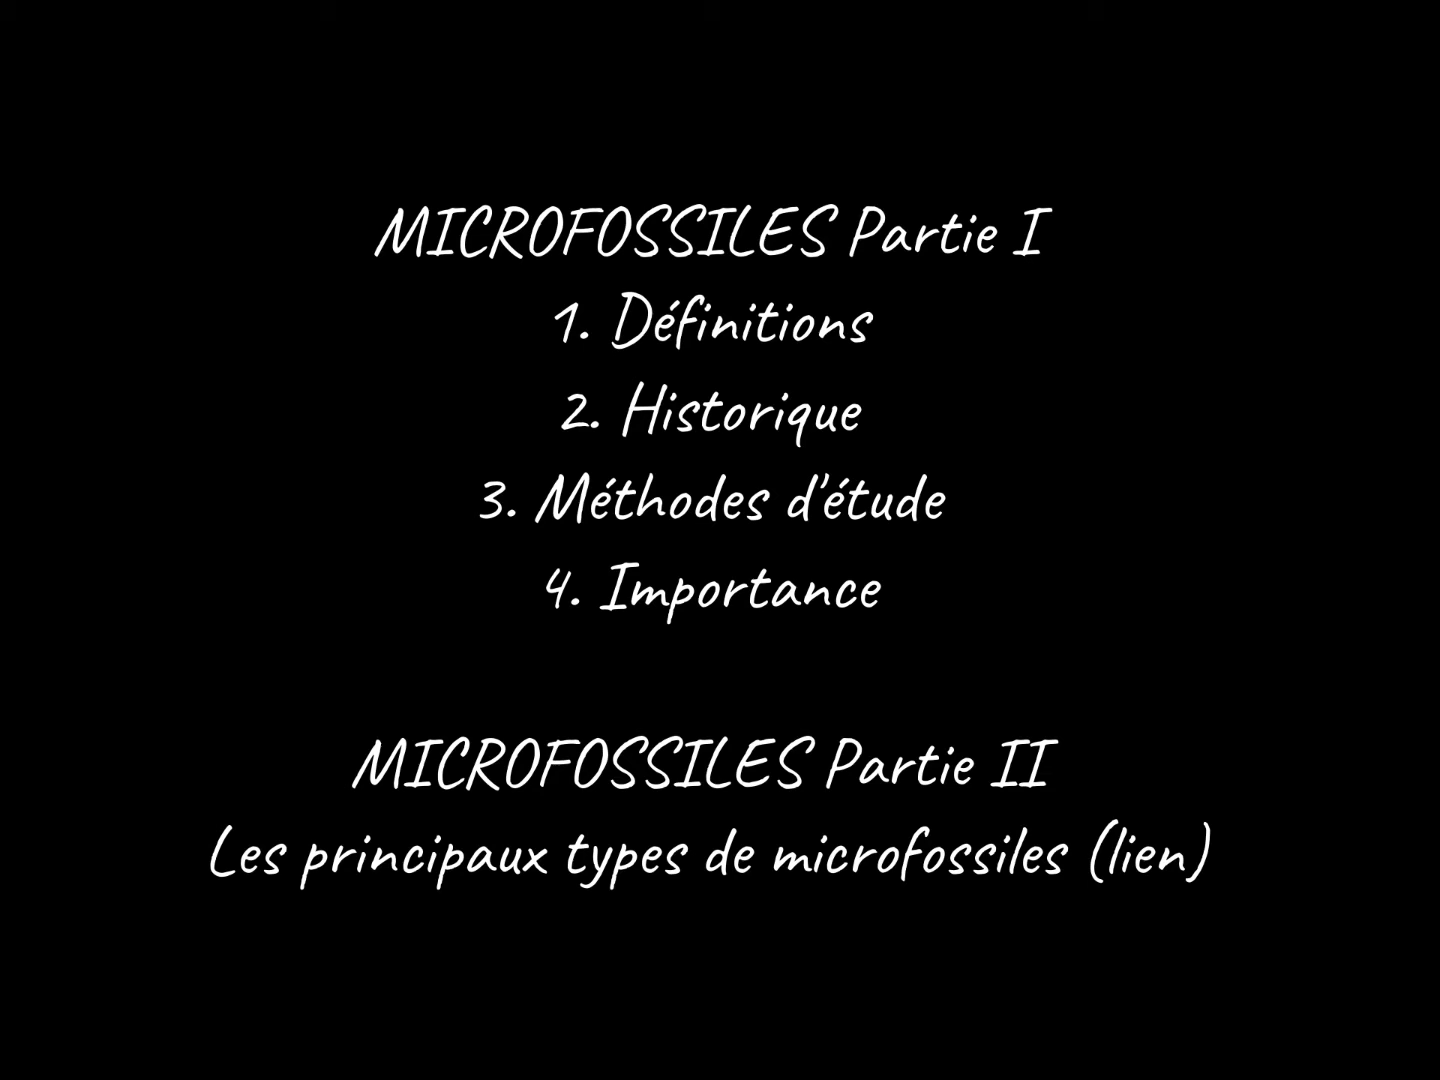 MICROFOSSILES Partie I
1. Définitions
2. Historique
3. Méthodes d'étude
4. Importance
MICROFOSSILES Partie II
Les principaux types de microfossiles (lien)